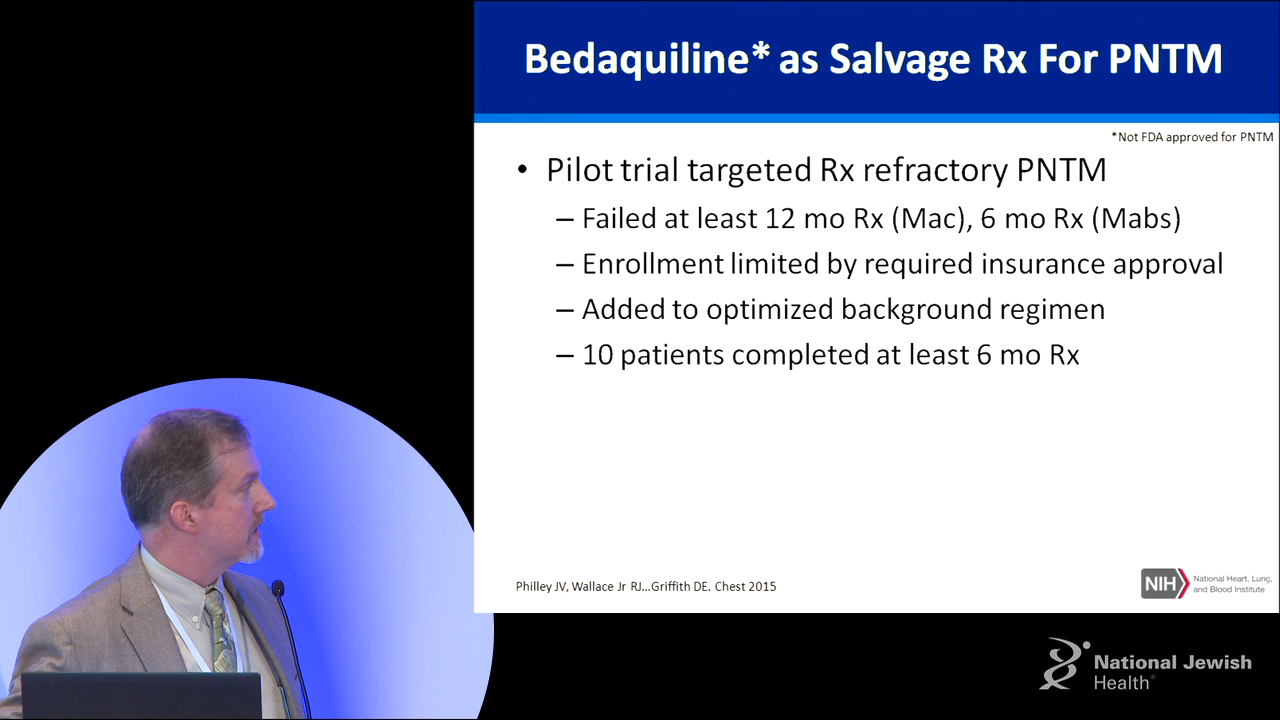 Bedaquiline* as Salvage Rx For PNTM
*Not FDA approved for PNTM
• Pilot trial targeted Rx refractory PNTM
– Failed at least 12 mo Rx (Mac), 6 mo Rx (Mabs)
– Enrollment limited by required insurance approval
– Added to optimized background regimen
– 10 patients completed at least 6 mo Rx
Philley JV, Wallace Jr RJ...Griffith DE. Chest 2015
NIH National Heart, Lung,
and Blood Institute
National Jewish
Health®